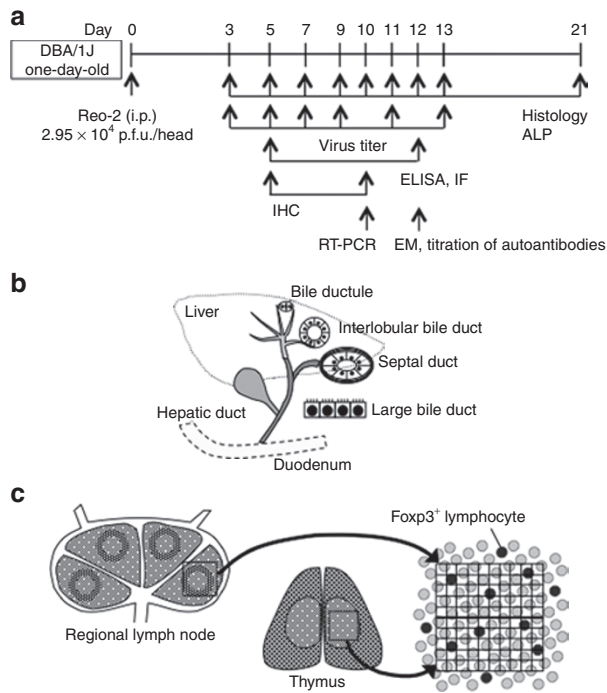 a
Day 0 3 5 7 9 10 11 12 13 21
DBA/1J
one-day-old
Reo-2 (i.p.)
2.95 × 10⁴ p.f.u./head
Histology
ALP
Virus titer
ELISA, IF
IHC
RT-PCR
EM, titration of autoantibodies
b
Bile ductule
Liver
Interlobular bile duct
Septal duct
Hepatic duct
Large bile duct
Duodenum
c
Foxp3⁺ lymphocyte
Regional lymph node
Thymus